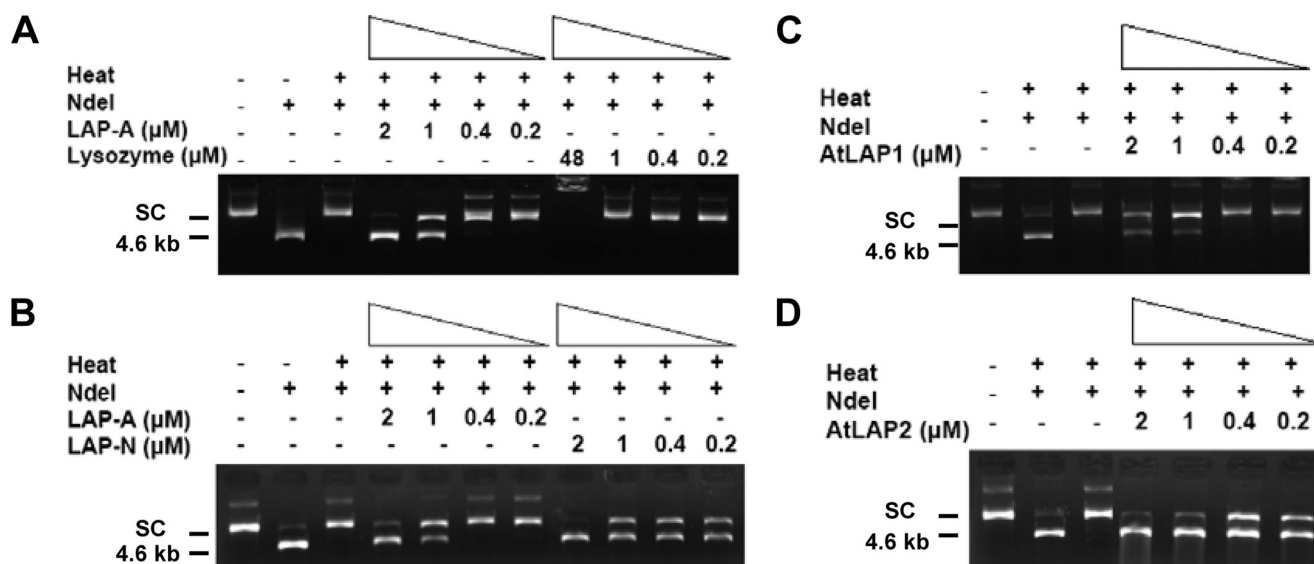 A
Heat - - + + + + + + + + +
NdeI - + + + + + + + + + +
LAP-A (µM) - - - 2 1 0.4 0.2 - - - -
Lysozyme (µM) - - - - - - - 48 1 0.4 0.2
SC
4.6 kb
B
Heat - - + + + + + + + + +
NdeI - + + + + + + + + + +
LAP-A (µM) - - - 2 1 0.4 0.2 - - - -
LAP-N (µM) - - - - - - - 2 1 0.4 0.2
SC
4.6 kb
C
Heat - + + + + + +
NdeI - + + + + + +
AtLAP1 (µM) - - - 2 1 0.4 0.2
SC
4.6 kb
D
Heat - + + + + + +
NdeI - + + + + + +
AtLAP2 (µM) - - - 2 1 0.4 0.2
SC
4.6 kb